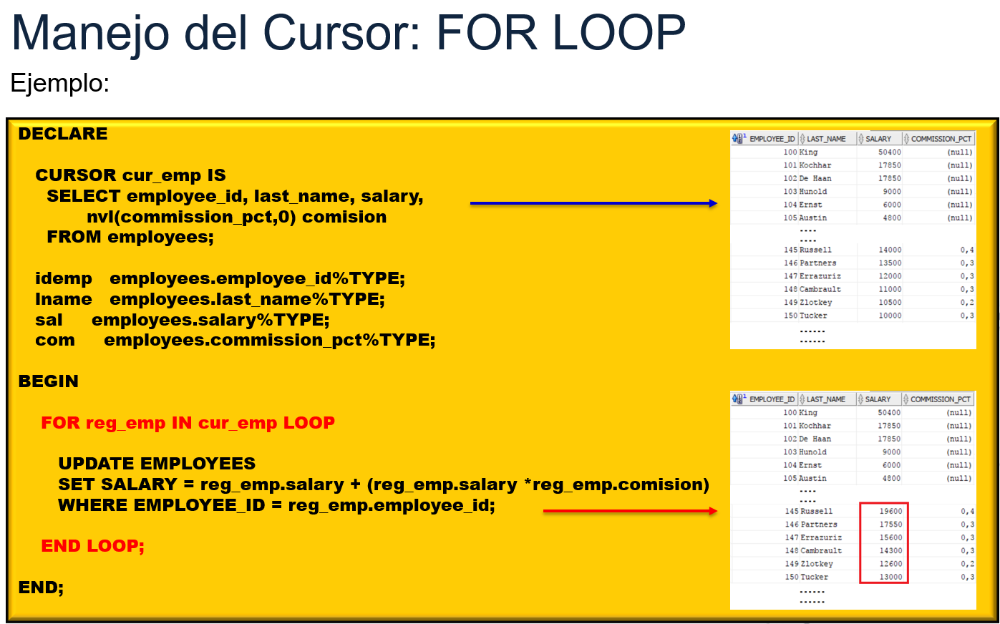 Manejo del Cursor: FOR LOOP
Ejemplo:
DECLARE
CURSOR cur_emp IS
SELECT employee_id, last_name, salary,
nvl(commission_pct,0) comision
FROM employees;
idemp employees.employee_id%TYPE;
lname employees.last_name%TYPE;
sal employees.salary%TYPE;
com employees.commission_pct%TYPE;
BEGIN
FOR reg_emp IN cur_emp LOOP
UPDATE EMPLOYEES
SET SALARY = reg_emp.salary + (reg_emp.salary *reg_emp.comision)
WHERE EMPLOYEE_ID = reg_emp.employee_id;
END LOOP;
END;
1 EMPLOYEE_ID LAST_NAME SALARY COMMISSION_PCT
100 King 50400 (null)
101 Kochhar 17850 (null)
102 De Haan 17850 (null)
103 Hunold 9000 (null)
104 Ernst 6000 (null)
105 Austin 4800 (null)
----
----
145 Russell 14000 0,4
146 Partners 13500 0,3
147 Errazuriz 12000 0,3
148 Cambrault 11000 0,3
149 Zlotkey 10500 0,2
150 Tucker 10000 0,3
------
------
1 EMPLOYEE_ID LAST_NAME SALARY COMMISSION_PCT
100 King 50400 (null)
101 Kochhar 17850 (null)
102 De Haan 17850 (null)
103 Hunold 9000 (null)
104 Ernst 6000 (null)
105 Austin 4800 (null)
----
----
145 Russell 19600 0,4
146 Partners 17550 0,3
147 Errazuriz 15600 0,3
148 Cambrault 14300 0,3
149 Zlotkey 12600 0,2
150 Tucker 13000 0,3
------
------